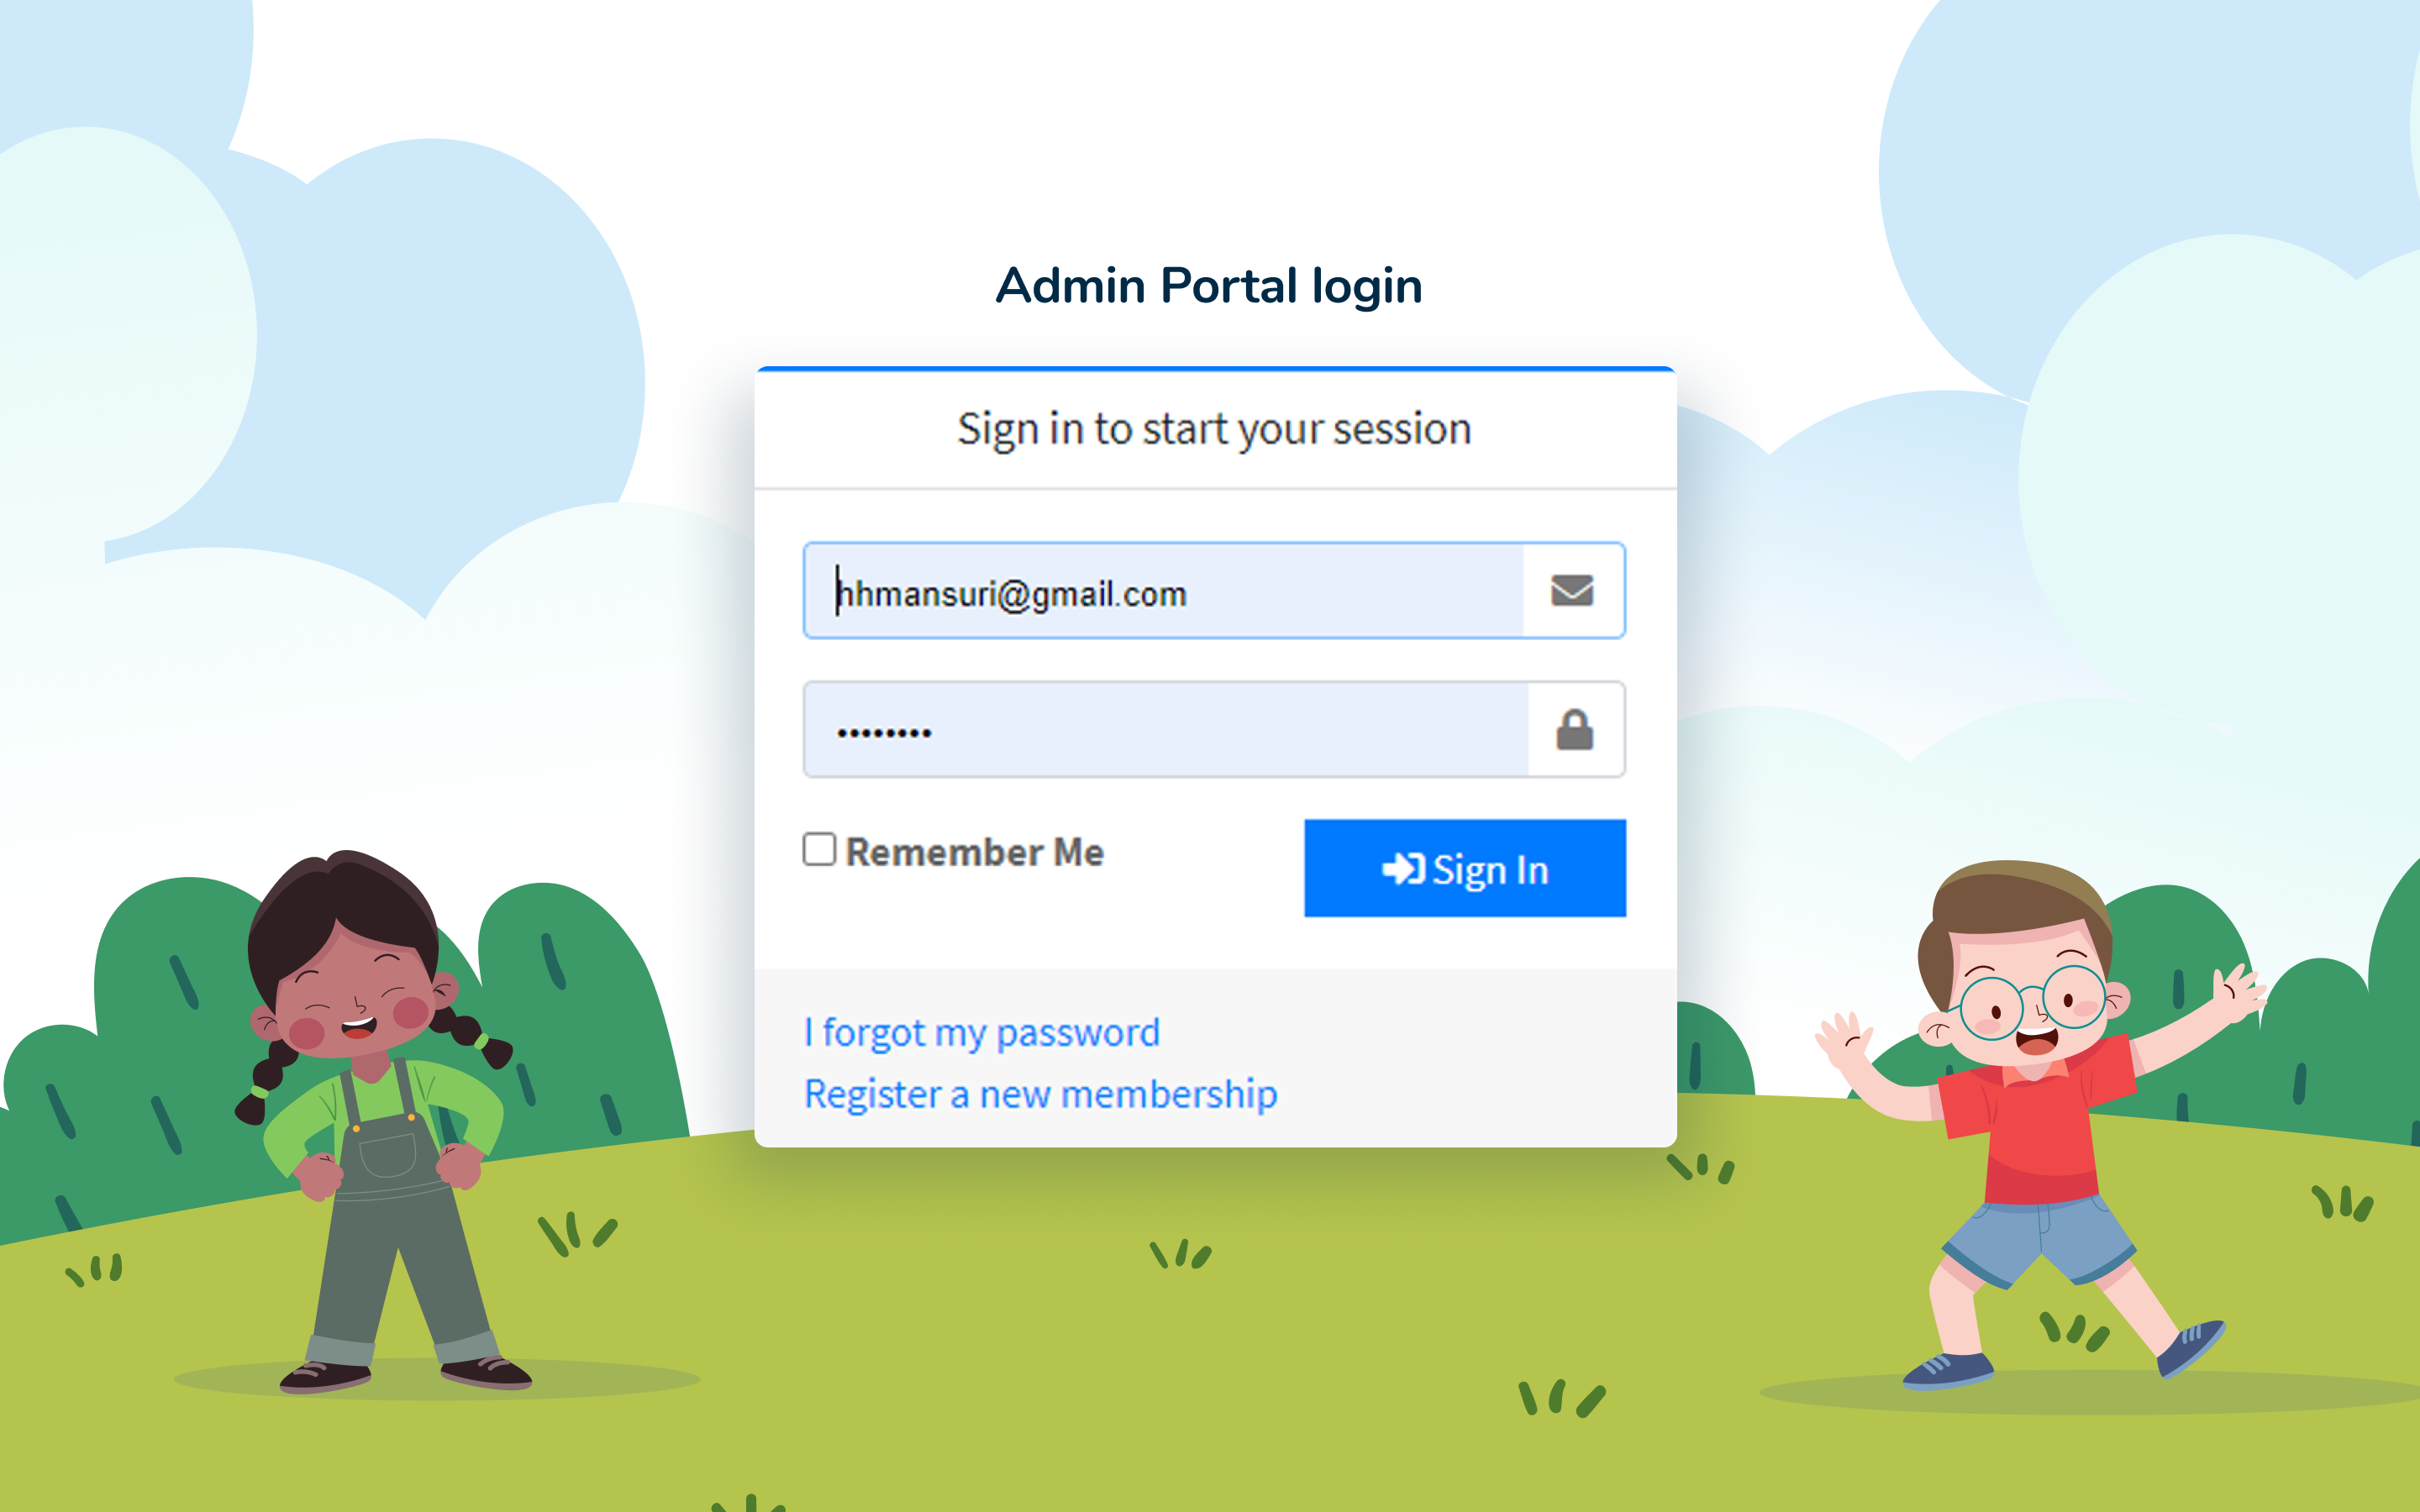 Admin Portal login
Sign in to start your session
hhmansuri@gmail.com
••••••••
Remember Me
Sign In
I forgot my password
Register a new membership